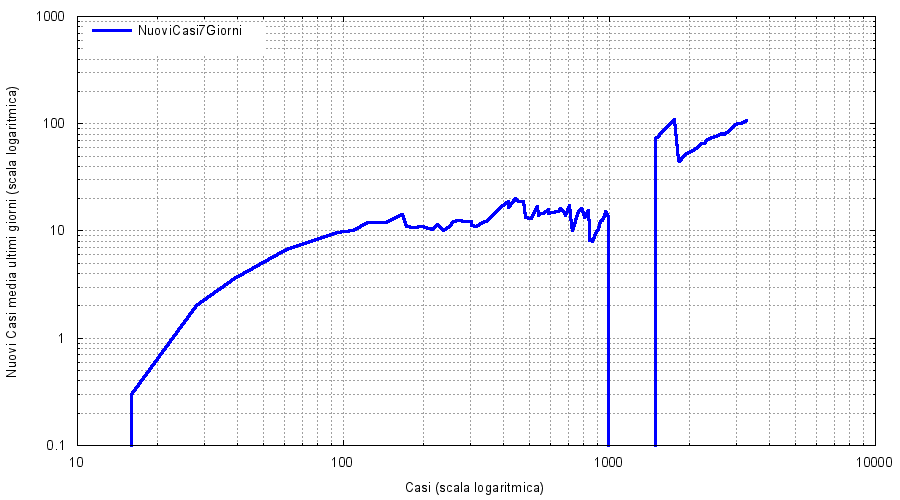 1000
NuoviCasi7Giorni
100
10
1
0.1
Nuovi Casi media ultimi giorni (scala logaritmica)
10 100 1000 10000
Casi (scala logaritmica)